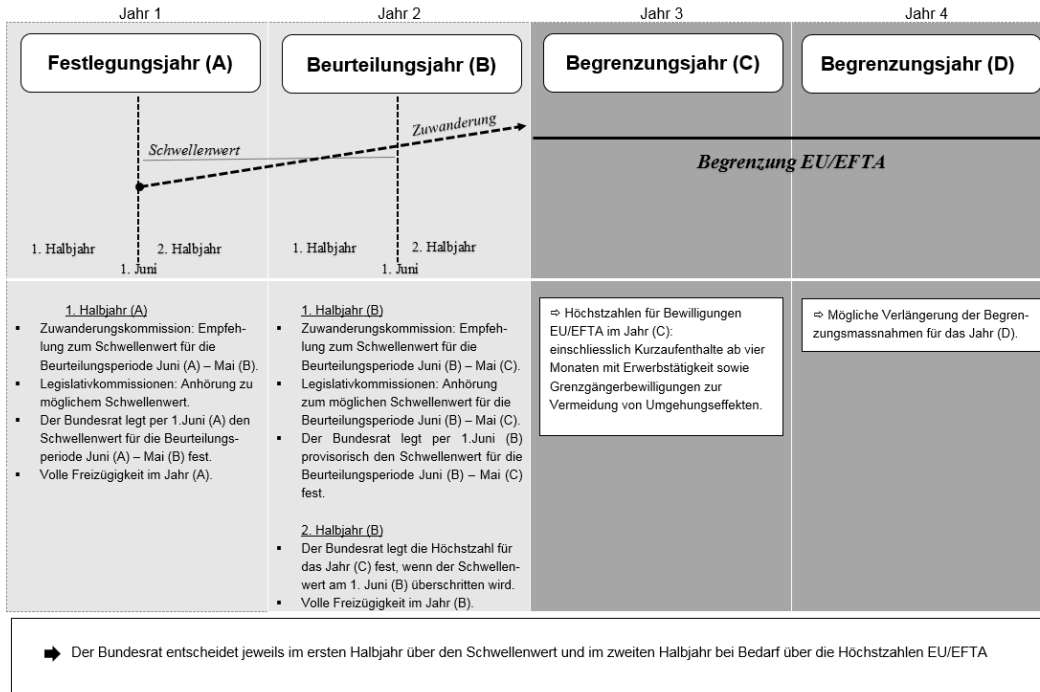 Jahr 1
Jahr 2
Jahr 3
Jahr 4
Festlegungsjahr (A)
Beurteilungsjahr (B)
Begrenzungsjahr (C)
Begrenzungsjahr (D)
Zuwanderung
Schwellenwert
Begrenzung EU/EFTA
1. Halbjahr
2. Halbjahr
1. Juni
1. Halbjahr
2. Halbjahr
1. Juni
1. Halbjahr (A)
▪ Zuwanderungskommission: Empfeh-
lung zum Schwellenwert für die
Beurteilungsperiode Juni (A) – Mai (B).
▪ Legislativkommissionen: Anhörung zu
möglichem Schwellenwert.
▪ Der Bundesrat legt per 1.Juni (A) den
Schwellenwert für die Beurteilungs-
periode Juni (A) – Mai (B) fest.
▪ Volle Freizügigkeit im Jahr (A).
1. Halbjahr (B)
▪ Zuwanderungskommission: Empfeh-
lung zum Schwellenwert für die
Beurteilungsperiode Juni (B) – Mai (C).
▪ Legislativkommissionen: Anhörung
zum möglichen Schwellenwert für die
Beurteilungsperiode Juni (B) – Mai (C).
▪ Der Bundesrat legt per 1.Juni (B)
provisorisch den Schwellenwert für die
Beurteilungsperiode Juni (B) – Mai (C)
fest.
2. Halbjahr (B)
▪ Der Bundesrat legt die Höchstzahl für
das Jahr (C) fest, wenn der Schwellen-
wert am 1. Juni (B) überschritten wird.
▪ Volle Freizügigkeit im Jahr (B).
⇨ Höchstzahlen für Bewilligungen
EU/EFTA im Jahr (C):
einschliesslich Kurzaufenthalte ab vier
Monaten mit Erwerbstätigkeit sowie
Grenzgängerbewilligungen zur
Vermeidung von Umgehungseffekten.
⇨ Mögliche Verlängerung der Begren-
zungsmassnahmen für das Jahr (D).
🡆 Der Bundesrat entscheidet jeweils im ersten Halbjahr über den Schwellenwert und im zweiten Halbjahr bei Bedarf über die Höchstzahlen EU/EFTA